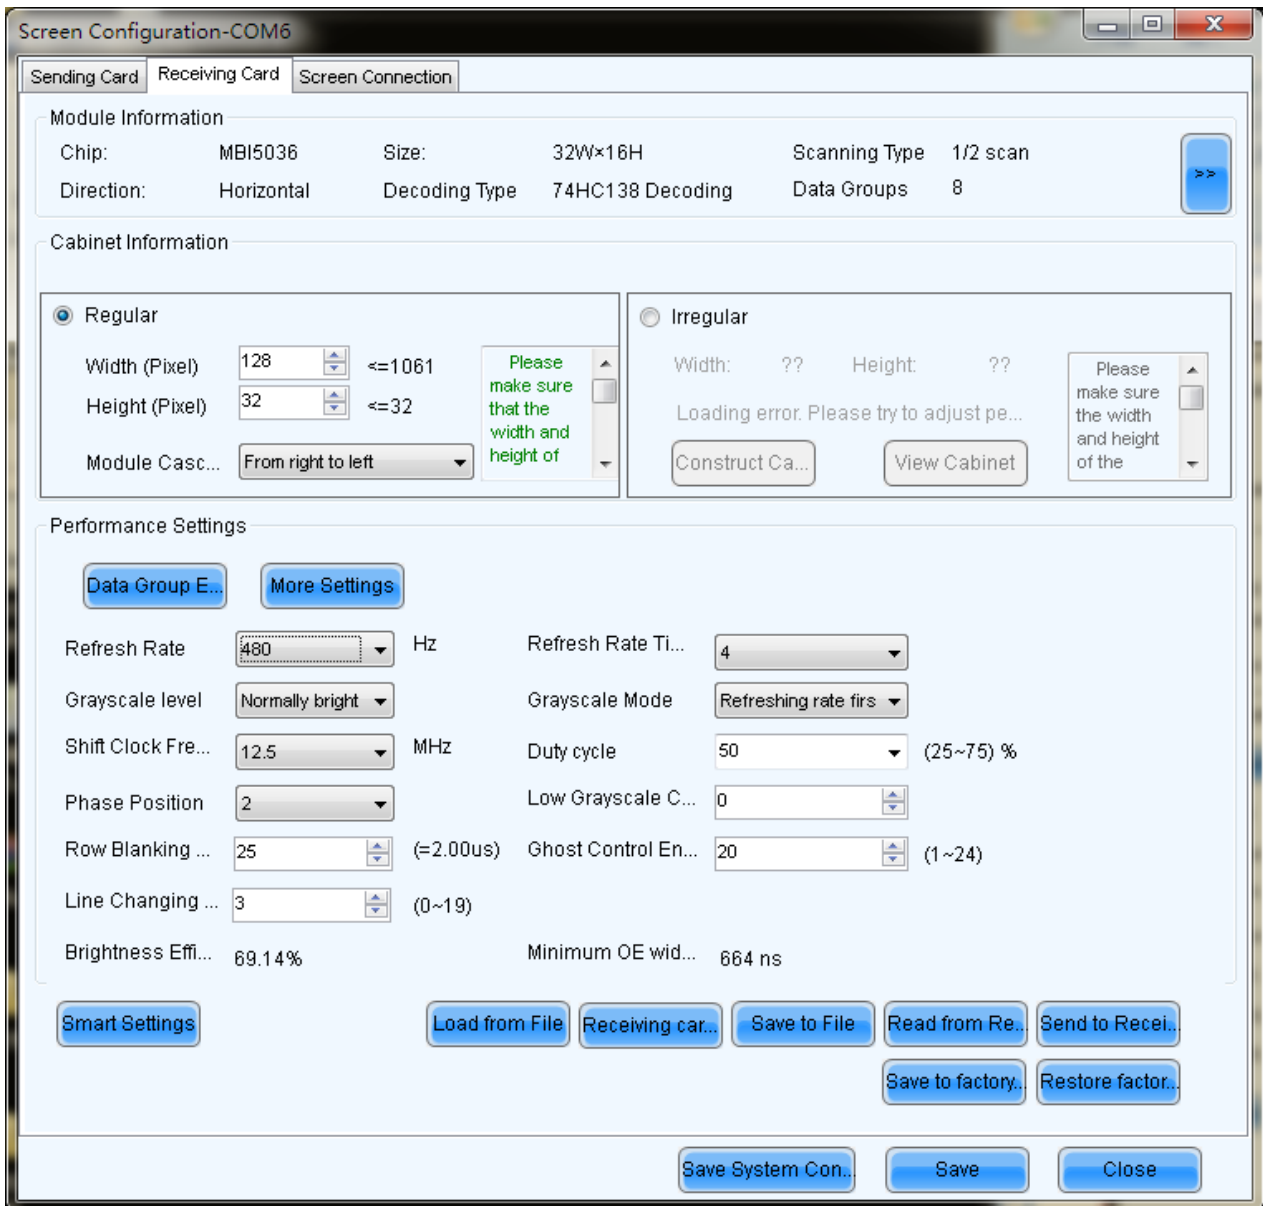 Screen Configuration-COM6
Sending Card Receiving Card Screen Connection
Module Information
Chip: MBI5036 Size: 32W×16H Scanning Type 1/2 scan
Direction: Horizontal Decoding Type 74HC138 Decoding Data Groups 8
>>
Cabinet Information
Regular
Width (Pixel) 128 <=1061
Height (Pixel) 32 <=32
Module Casc... From right to left
Please
make sure
that the
width and
height of
Irregular
Width: ?? Height: ??
Loading error. Please try to adjust pe...
Construct Ca... View Cabinet
Please
make sure
the width
and height
of the
Performance Settings
Data Group E... More Settings
Refresh Rate 480 Hz Refresh Rate Ti... 4
Grayscale level Normally bright Grayscale Mode Refreshing rate firs
Shift Clock Fre... 12.5 MHz Duty cycle 50 (25~75) %
Phase Position 2 Low Grayscale C... 0
Row Blanking ... 25 (=2.00us) Ghost Control En... 20 (1~24)
Line Changing ... 3 (0~19)
Brightness Effi... 69.14% Minimum OE wid... 664 ns
Smart Settings Load from File Receiving car... Save to File Read from Re... Send to Recei...
Save to factory... Restore factor...
Save System Con... Save Close